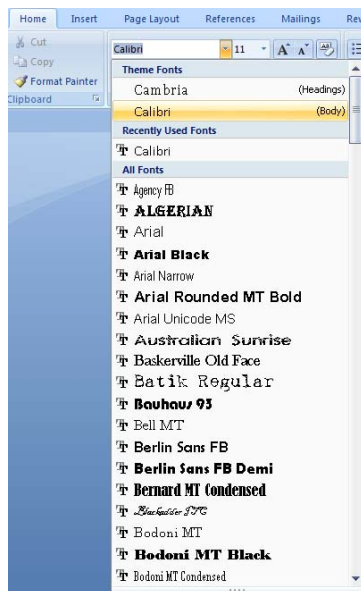 Home Insert Page Layout References Mailings Rev
Cut
Copy
Format Painter
Clipboard
Calibri 11 A A Aa
Theme Fonts
Cambria (Headings)
Calibri (Body)
Recently Used Fonts
Calibri
All Fonts
Agency FB
ALGERIAN
Arial
Arial Black
Arial Narrow
Arial Rounded MT Bold
Arial Unicode MS
Australian Sunrise
Baskerville Old Face
Batik Regular
Bauhaus 93
Bell MT
Berlin Sans FB
Berlin Sans FB Demi
Bernard MT Condensed
Blackadder ITC
Bodoni MT
Bodoni MT Black
Bodoni MT Condensed